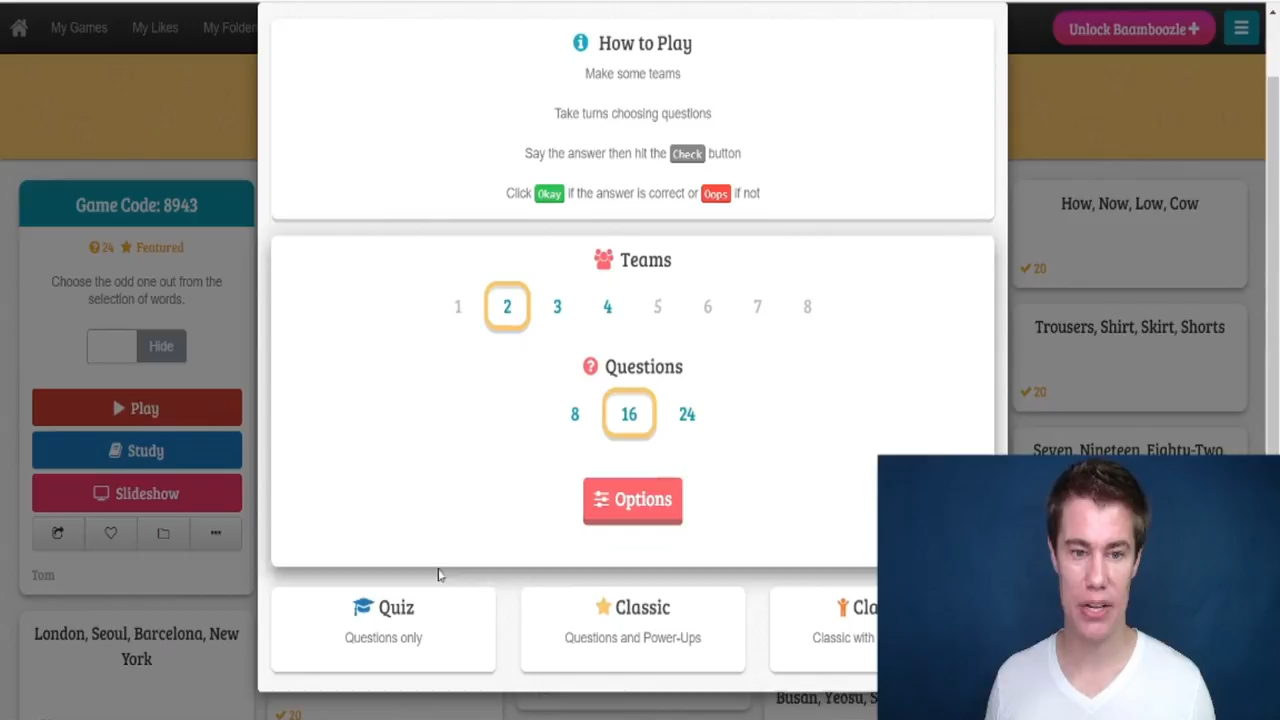 My Games
My Likes
My Folder
Unlock Baamboozle+
How to Play
Make some teams
Take turns choosing questions
Say the answer then hit the Check button
Click Okay if the answer is correct or Oops if not
Game Code: 8943
24 Featured
Choose the odd one out from the
selection of words.
Hide
Play
Study
Slideshow
Tom
London, Seoul, Barcelona, New
York
Teams
1 2 3 4 5 6 7 8
Questions
8 16 24
Options
Quiz
Questions only
Classic
Questions and Power-Ups
Cla
Classic with
How, Now, Low, Cow
20
Trousers, Shirt, Skirt, Shorts
20
Seven, Nineteen, Eighty-Two,
20
Busan, Yeosu, S